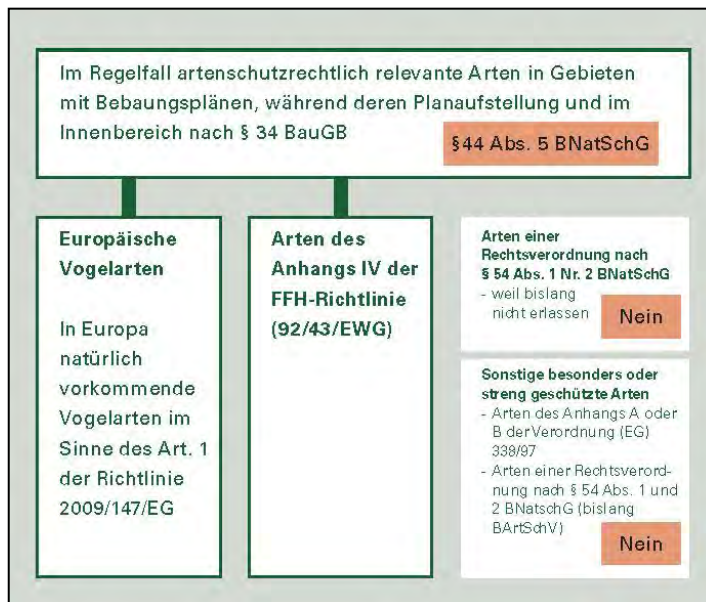 Im Regelfall artenschutzrechtlich relevante Arten in Gebieten
mit Bebaungsplänen, während deren Planaufstellung und im
Innenbereich nach § 34 BauGB
§44 Abs. 5 BNatSchG
Europäische
Vogelarten
In Europa
natürlich
vorkommende
Vogelarten im
Sinne des Art. 1
der Richtlinie
2009/147/EG
Arten des
Anhangs IV der
FFH-Richtlinie
(92/43/EWG)
Arten einer
Rechtsverordnung nach
§ 54 Abs. 1 Nr. 2 BNatSchG
- weil bislang
nicht erlassen
Nein
Sonstige besonders oder
streng geschützte Arten
- Arten des Anhangs A oder
B der Verordnung (EG)
338/97
- Arten einer Rechtsverord-
nung nach § 54 Abs. 1 und
2 BNatschG (bislang
BArtSchV)
Nein